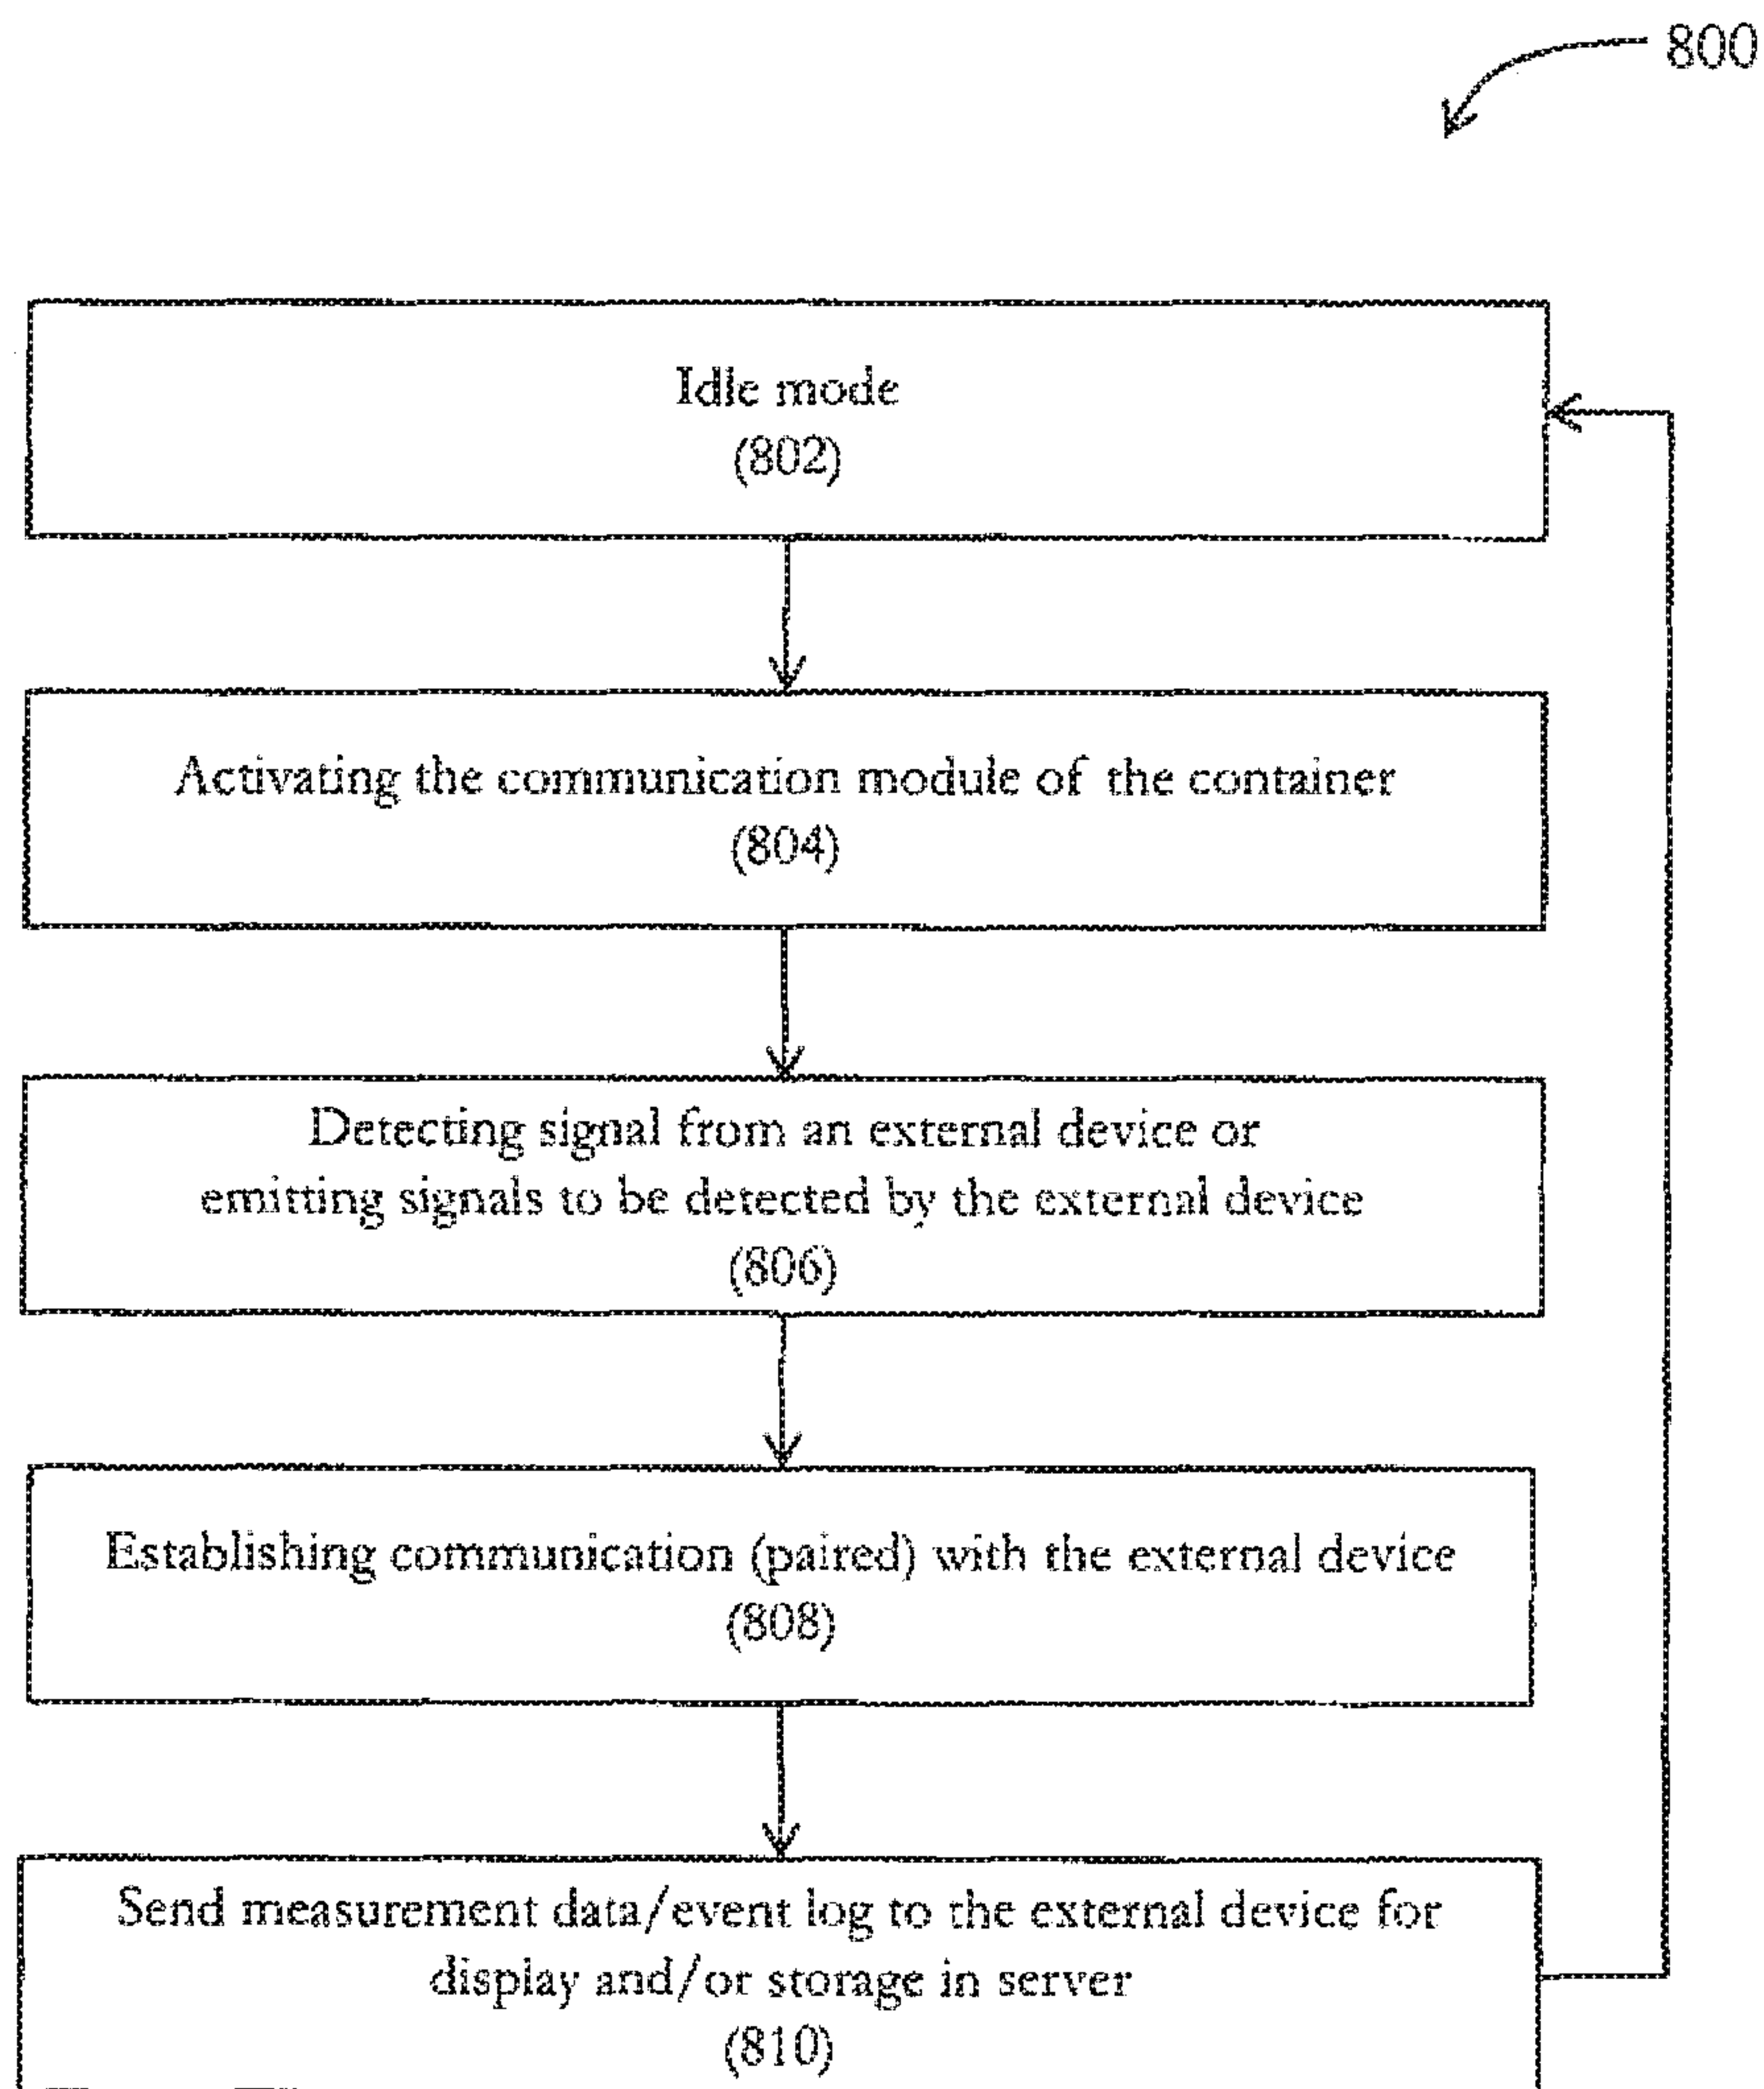 800
Idle mode
(802)
Activating the communication module of the container
(804)
Detecting signal from an external device or
emitting signals to be detected by the external device
(806)
Establishing communication (paired) with the external device
(808)
Send measurement data/event log to the external device for
display and/or storage in server
(810)